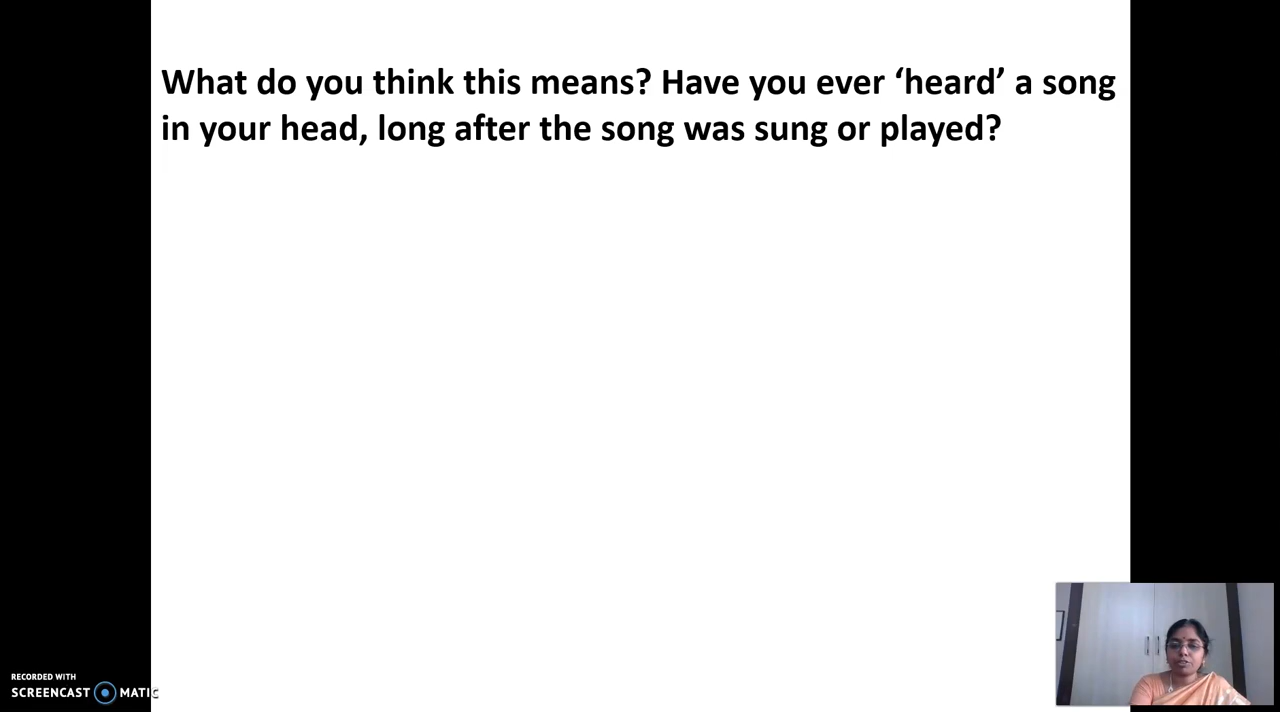 What do you think this means? Have you ever ‘heard’ a song
in your head, long after the song was sung or played?
RECORDED WITH
SCREENCAST MATIC